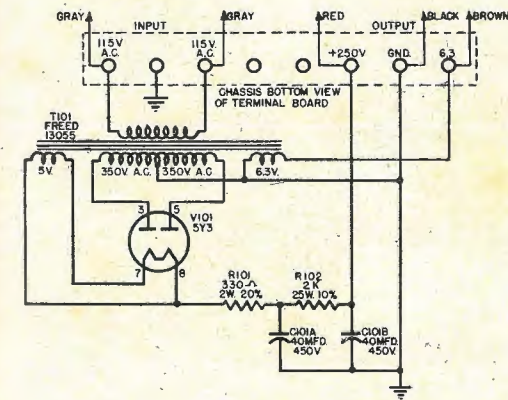 GRAY
GRAY
RED
BLACK
BROWN
INPUT
OUTPUT
115V
A.C.
115V.
A.C.
+250V
GND.
6.3
CHASSIS BOTTOM VIEW
OF TERMINAL BOARD
T101
FREED
13055
5V.
350V. A.C.
350V. A.C
6.3V.
3
5
V101
5Y3
7
8
R101
330-Ω
2W. 20%
R102
2 K
25W. 10%
C101A
40MFD.
450V
C101B
40MFD.
450V.